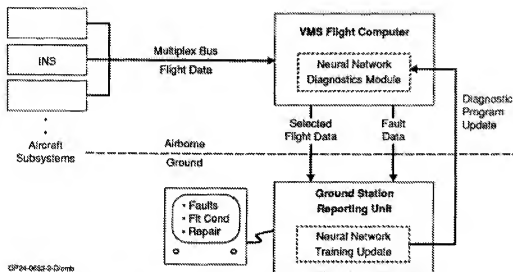 VMS Flight Computer
INS
Multiplex Bus
Flight Data
Neural Network
Diagnostics Module
Diagnostic
Program
Update
Selected
Flight Data
Fault
Data
Aircraft
Subsystems
Airborne
Ground
• Faults
• Flt Cond
• Repair
Ground Station
Reporting Unit
Neural Network
Training Update